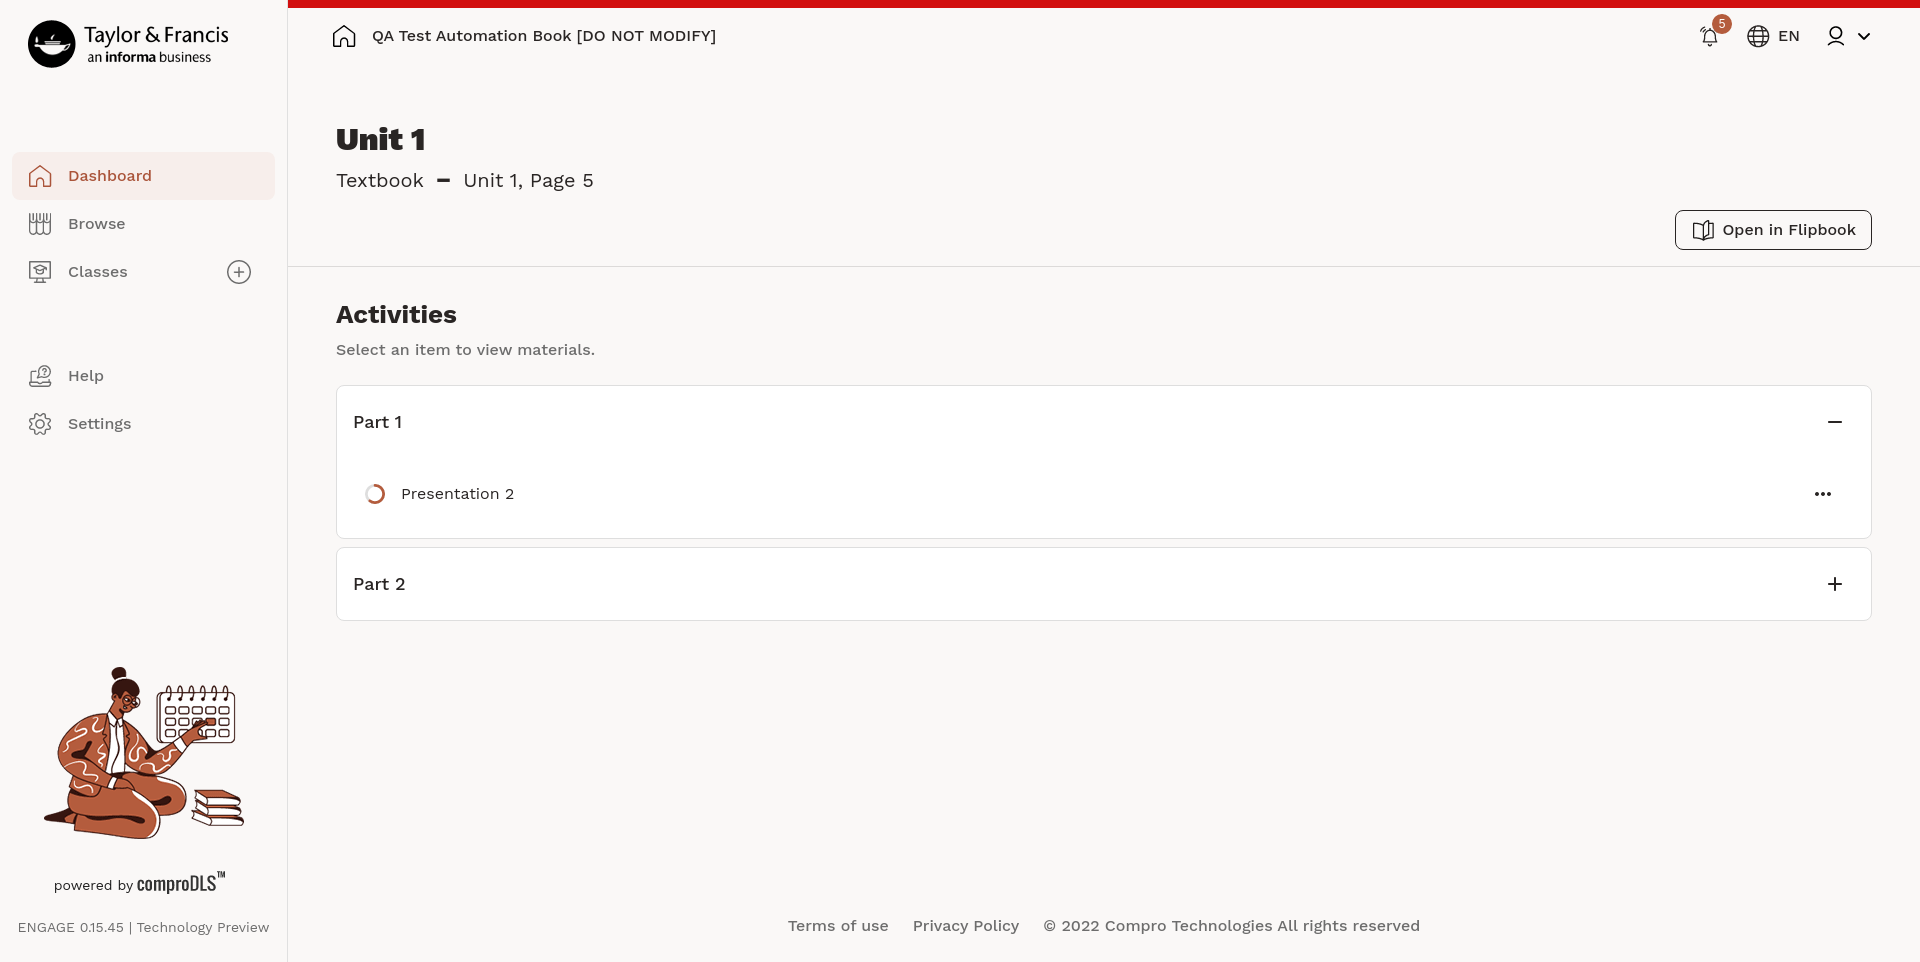 Taylor & Francis
an informa business
QA Test Automation Book [DO NOT MODIFY]
5
EN
Dashboard
Browse
Classes
Help
Settings
Unit 1
Textbook – Unit 1, Page 5
Open in Flipbook
Activities
Select an item to view materials.
Part 1
Presentation 2
Part 2
powered by comproDLS™
ENGAGE 0.15.45 | Technology Preview
Terms of use Privacy Policy © 2022 Compro Technologies All rights reserved